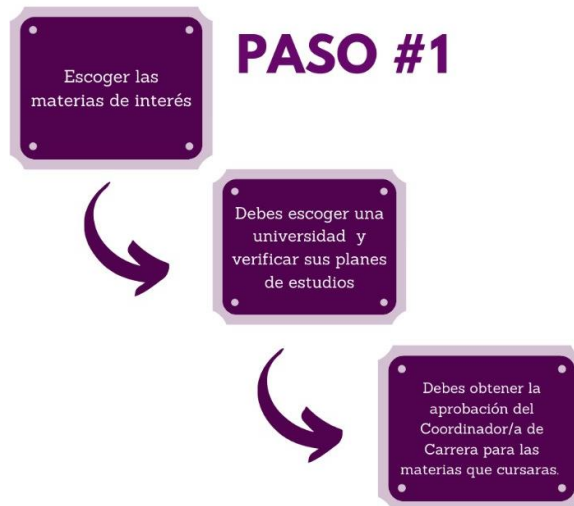 PASO #1
Escoger las
materias de interés
Debes escoger una
universidad y
verificar sus planes
de estudios
Debes obtener la
aprobación del
Coordinador/a de
Carrera para las
materias que cursaras.